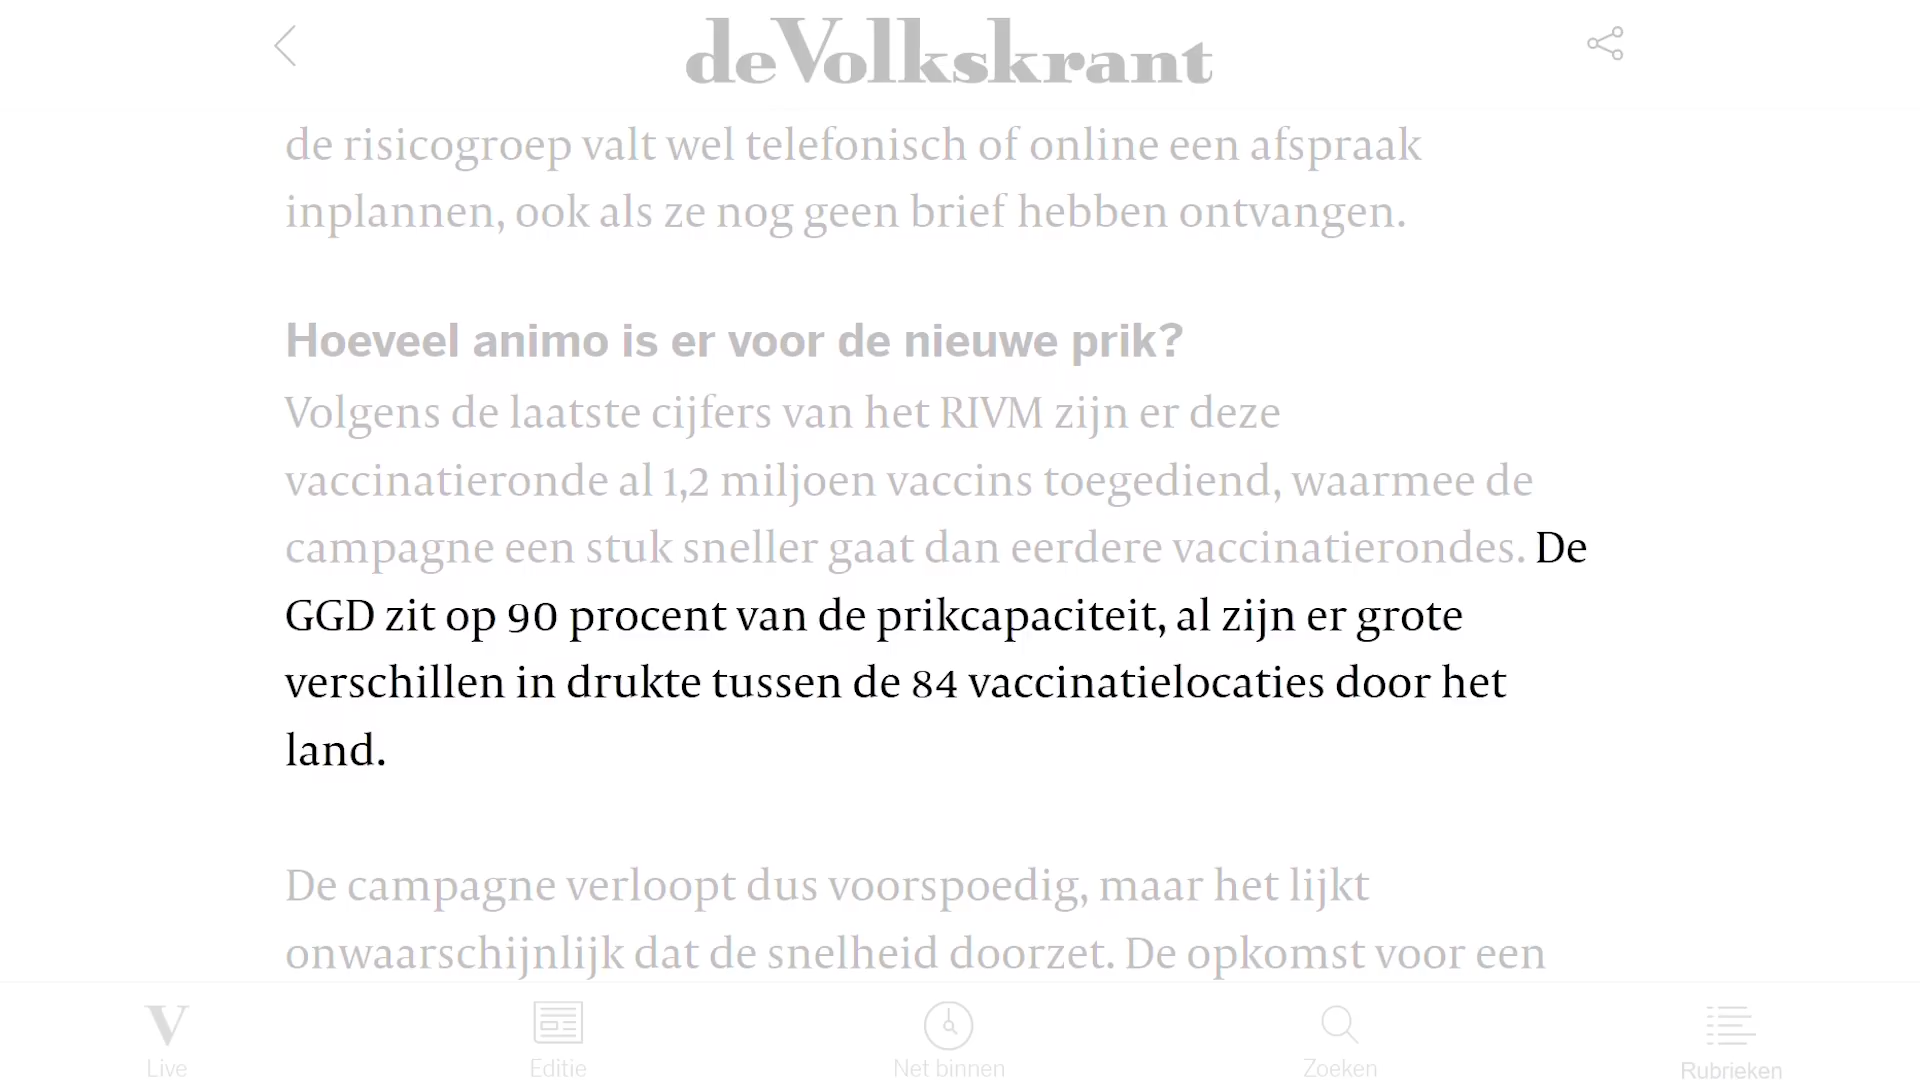 de Volkskrant
de risicogroep valt wel telefonisch of online een afspraak
inplannen, ook als ze nog geen brief hebben ontvangen.
Hoeveel animo is er voor de nieuwe prik?
Volgens de laatste cijfers van het RIVM zijn er deze
vaccinatieronde al 1,2 miljoen vaccins toegediend, waarmee de
campagne een stuk sneller gaat dan eerdere vaccinatierondes. De
GGD zit op 90 procent van de prikcapaciteit, al zijn er grote
verschillen in drukte tussen de 84 vaccinatielocaties door het
land.
De campagne verloopt dus voorspoedig, maar het lijkt
onwaarschijnlijk dat de snelheid doorzet. De opkomst voor een
V
Live Editie Net binnen Zoeken Rubrieken